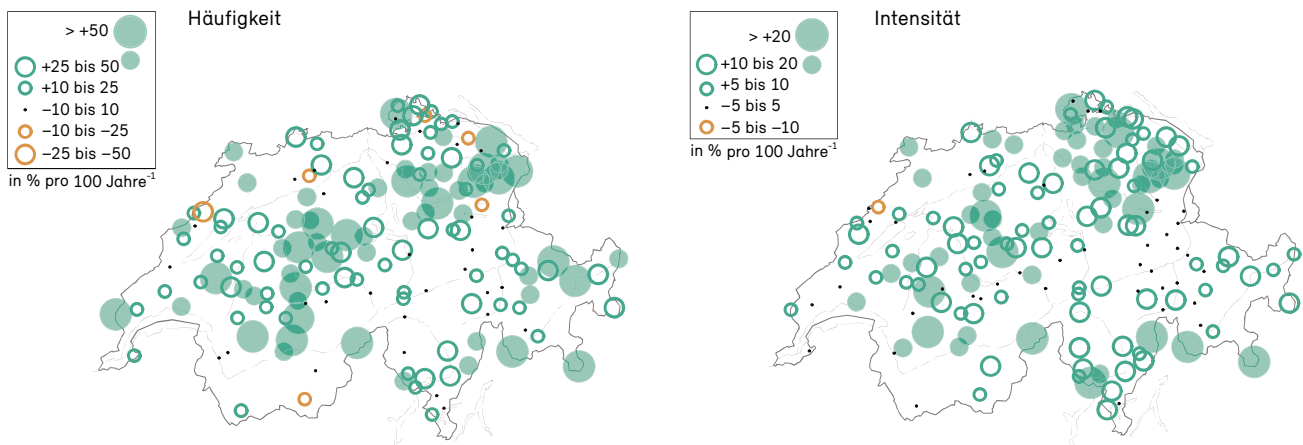 Häufigkeit
> +50
+25 bis 50
+10 bis 25
−10 bis 10
−10 bis −25
−25 bis −50
in % pro 100 Jahre⁻¹
Intensität
> +20
+10 bis 20
+5 bis 10
−5 bis 5
−5 bis −10
in % pro 100 Jahre⁻¹